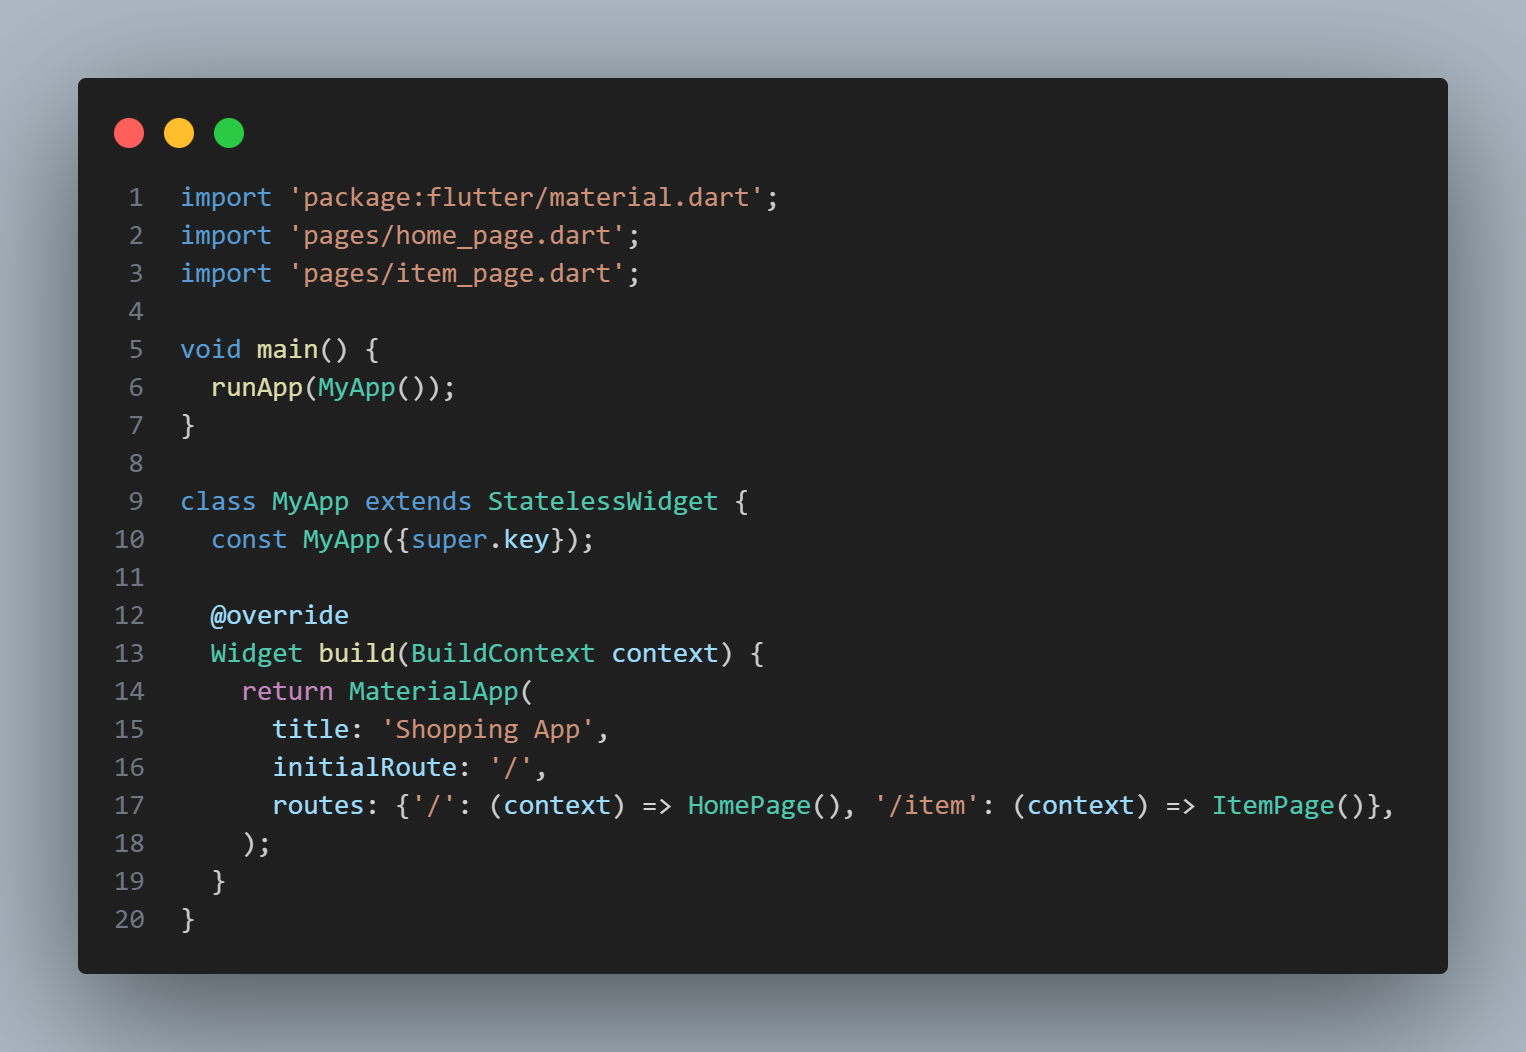 1 import 'package:flutter/material.dart';
2 import 'pages/home_page.dart';
3 import 'pages/item_page.dart';
4
5 void main() {
6   runApp(MyApp());
7 }
8
9 class MyApp extends StatelessWidget {
10   const MyApp({super.key});
11
12   @override
13   Widget build(BuildContext context) {
14     return MaterialApp(
15       title: 'Shopping App',
16       initialRoute: '/',
17       routes: {'/': (context) => HomePage(), '/item': (context) => ItemPage()},
18     );
19   }
20 }